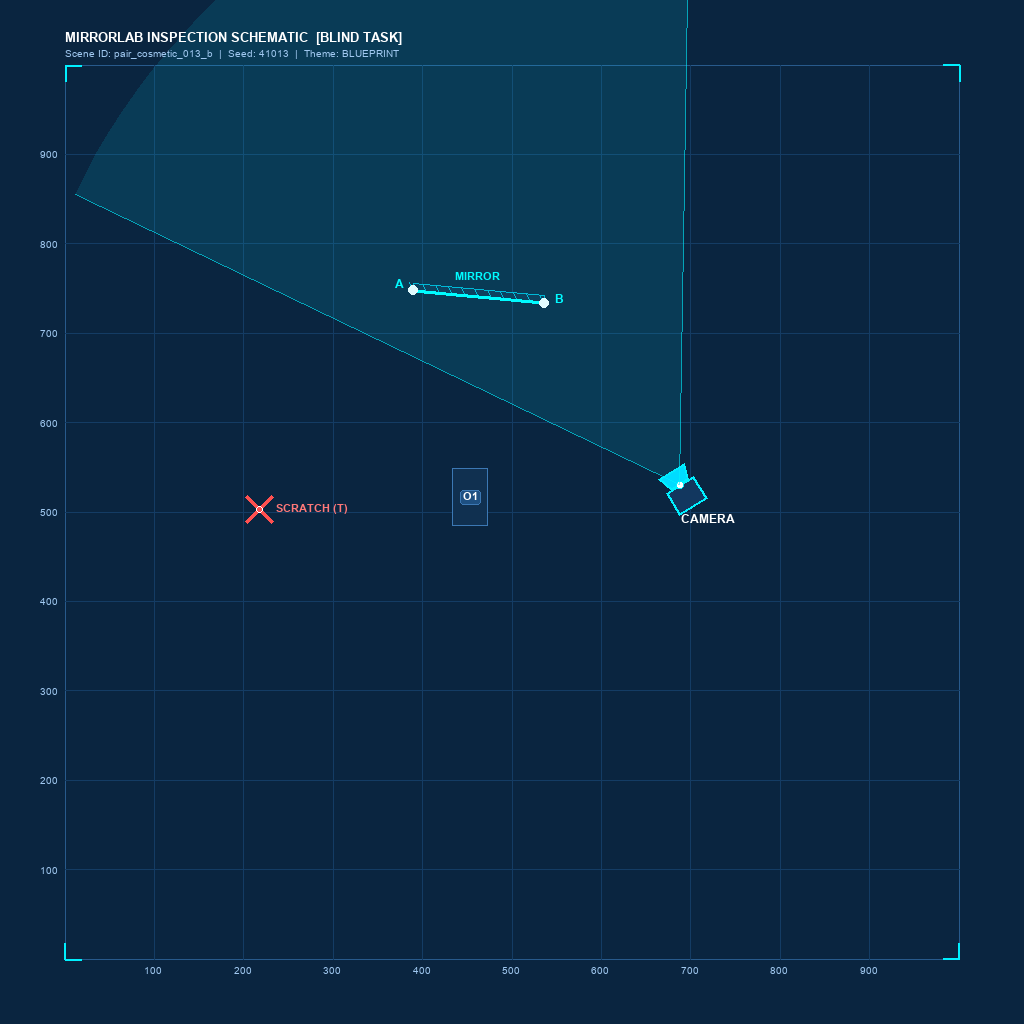 MIRRORLAB INSPECTION SCHEMATIC [BLIND TASK]
Scene ID: pair_cosmetic_013_b | Seed: 41013 | Theme: BLUEPRINT
900
800
MIRROR
A
B
700
600
O1
SCRATCH (T)
500
CAMERA
400
300
200
100
100 200 300 400 500 600 700 800 900